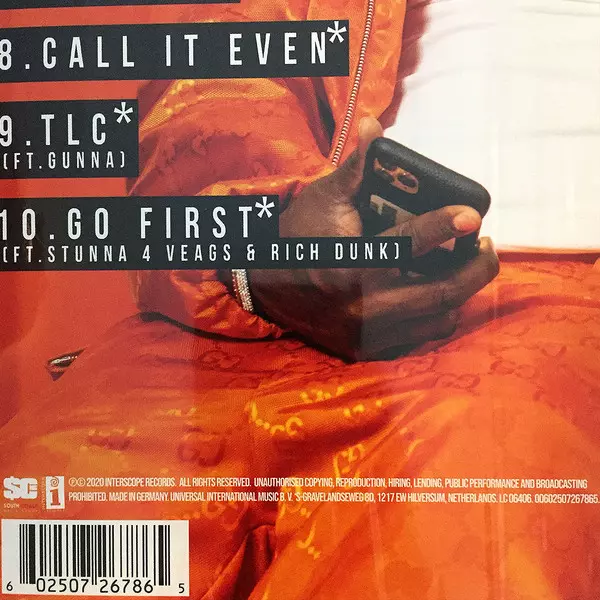 8.CALL IT EVEN*
9.TLC*
(FT.GUNNA)
10.GO FIRST*
(FT.STUNNA 4 VEAGS & RICH DUNK)
℗© 2020 INTERSCOPE RECORDS. ALL RIGHTS RESERVED. UNAUTHORISED COPYING, REPRODUCTION, HIRING, LENDING, PUBLIC PERFORMANCE AND BROADCASTING
PROHIBITED. MADE IN GERMANY. UNIVERSAL INTERNATIONAL MUSIC B. V. 'S-GRAVELANDSEWEG 80, 1217 EW HILVERSUM, NETHERLANDS. LC 06406. 00602507267865.
SC
SOUTH
i
6 02507 26786 5